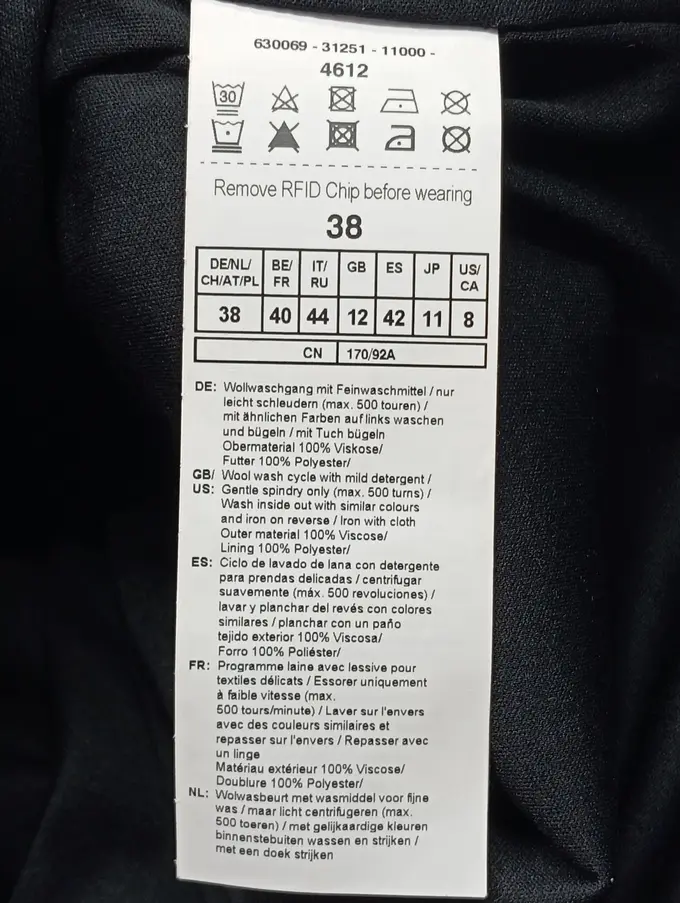 630069 - 31251 - 11000 -
4612
30
Remove RFID Chip before wearing
38
DE/NL/ CH/AT/PL BE/ FR IT/ RU GB ES JP US/ CA
38 40 44 12 42 11 8
CN 170/92A
DE: Wollwaschgang mit Feinwaschmittel / nur
leicht schleudern (max. 500 touren) /
mit ähnlichen Farben auf links waschen
und bügeln / mit Tuch bügeln
Obermaterial 100% Viskose/
Futter 100% Polyester/
GB/ Wool wash cycle with mild detergent /
US: Gentle spindry only (max. 500 turns) /
Wash inside out with similar colours
and iron on reverse / Iron with cloth
Outer material 100% Viscose/
Lining 100% Polyester/
ES: Ciclo de lavado de lana con detergente
para prendas delicadas / centrifugar
suavemente (máx. 500 revoluciones) /
lavar y planchar del revés con colores
similares / planchar con un paño
tejido exterior 100% Viscosa/
Forro 100% Poliéster/
FR: Programme laine avec lessive pour
textiles délicats / Essorer uniquement
à faible vitesse (max.
500 tours/minute) / Laver sur l'envers
avec des couleurs similaires et
repasser sur l'envers / Repasser avec
un linge
Matériau extérieur 100% Viscose/
Doublure 100% Polyester/
NL: Wolwasbeurt met wasmiddel voor fijne
was / maar licht centrifugeren (max.
500 toeren) / met gelijkaardige kleuren
binnenstebuiten wassen en strijken /
met een doek strijken